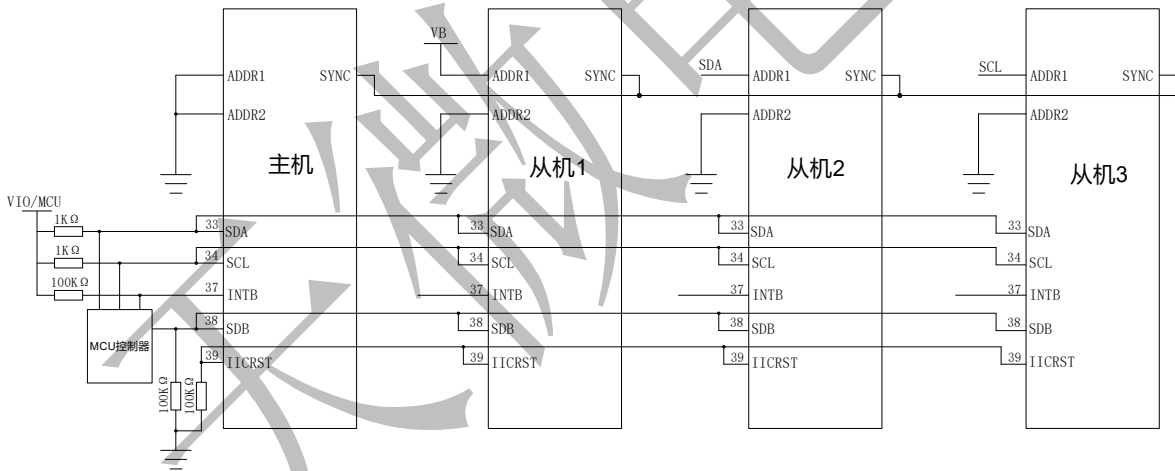 VB
SDA
SCL
ADDR1 SYNC
ADDR1 SYNC
ADDR1 SYNC
ADDR1 SYNC
ADDR2
ADDR2
ADDR2
ADDR2
主机
从机1
从机2
从机3
VIO/MCU
1KΩ
33 SDA
33 SDA
33 SDA
33 SDA
1KΩ
34 SCL
34 SCL
34 SCL
34 SCL
100KΩ
37 INTB
37 INTB
37 INTB
37 INTB
MCU控制器
38 SDB
38 SDB
38 SDB
38 SDB
39 IICRST
39 IICRST
39 IICRST
39 IICRST
100KΩ
100KΩ